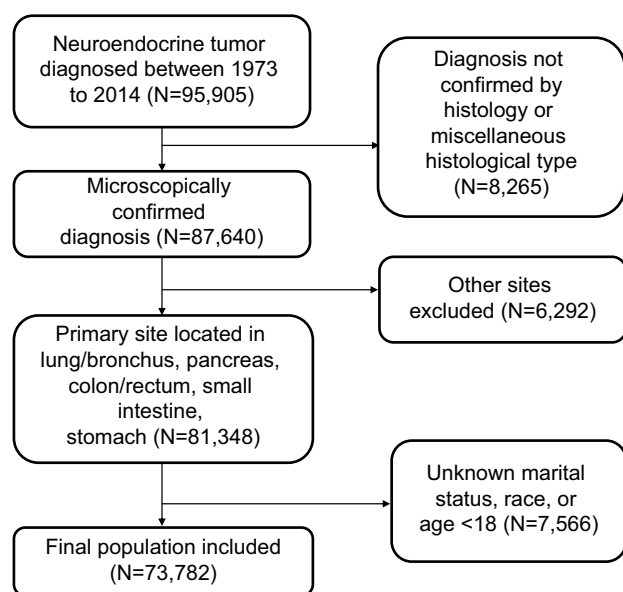 Neuroendocrine tumor
diagnosed between 1973
to 2014 (N=95,905)
Diagnosis not
confirmed by
histology or
miscellaneous
histological type
(N=8,265)
Microscopically
confirmed
diagnosis (N=87,640)
Other sites
excluded (N=6,292)
Primary site located in
lung/bronchus, pancreas,
colon/rectum, small
intestine,
stomach (N=81,348)
Unknown marital
status, race, or
age <18 (N=7,566)
Final population included
(N=73,782)